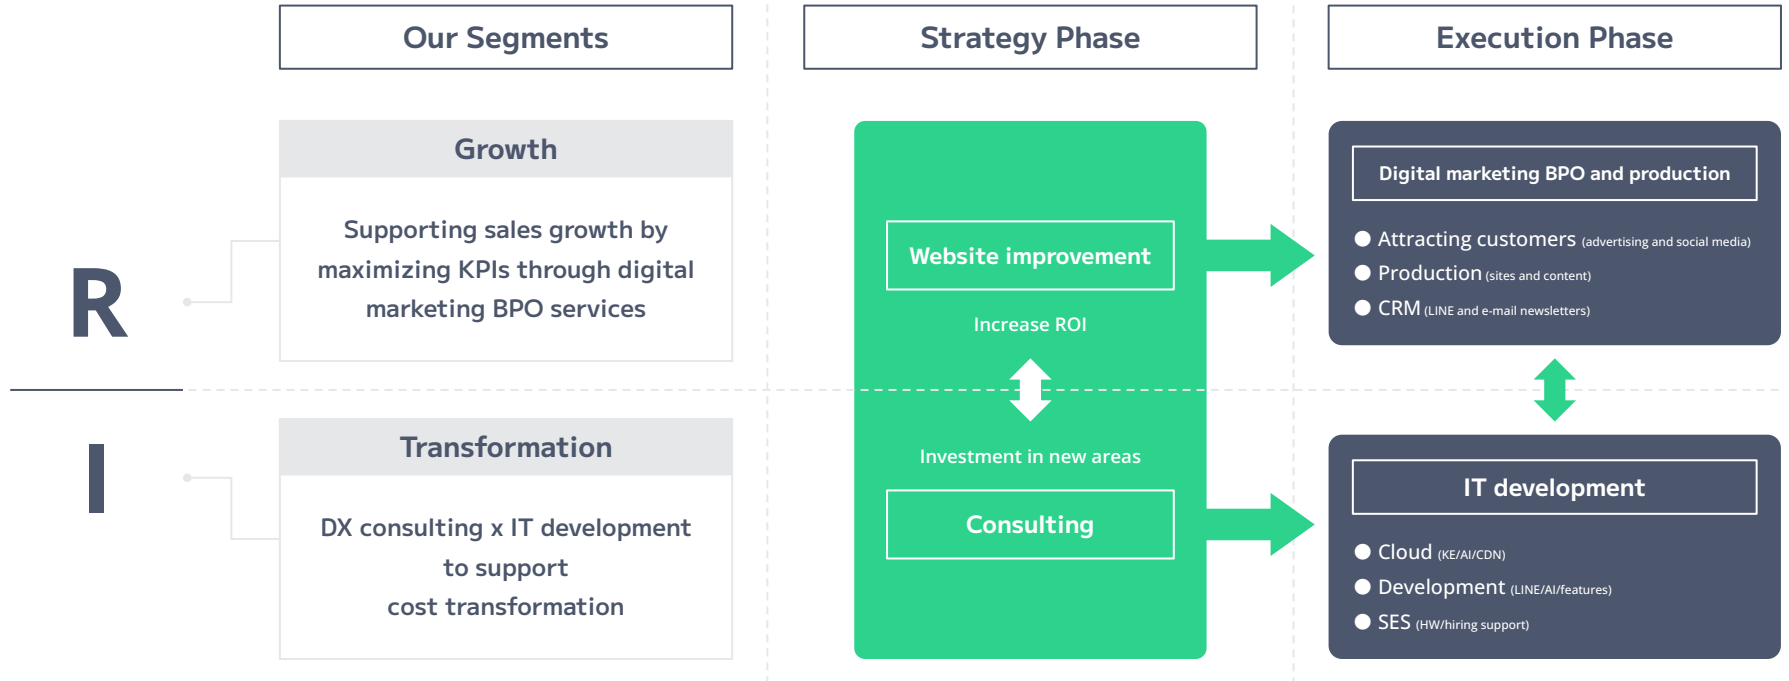 Our Segments
Strategy Phase
Execution Phase
R
Growth
Supporting sales growth by
maximizing KPIs through digital
marketing BPO services
Website improvement
Increase ROI
Digital marketing BPO and production
Attracting customers (advertising and social media)
Production (sites and content)
CRM (LINE and e-mail newsletters)
I
Transformation
DX consulting x IT development
to support
cost transformation
Investment in new areas
Consulting
IT development
Cloud (KE/AI/CDN)
Development (LINE/AI/features)
SES (HW/hiring support)